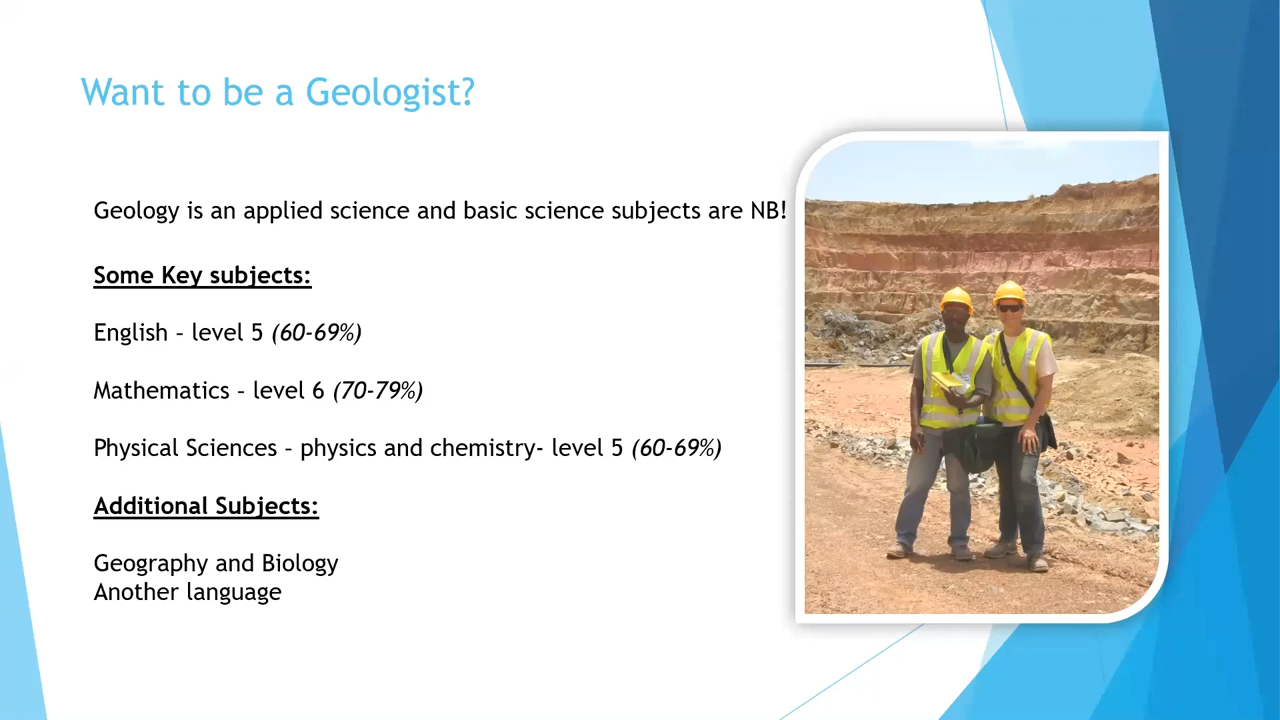 Want to be a Geologist?
Geology is an applied science and basic science subjects are NB!
Some Key subjects:
English – level 5 (60-69%)
Mathematics – level 6 (70-79%)
Physical Sciences – physics and chemistry- level 5 (60-69%)
Additional Subjects:
Geography and Biology
Another language